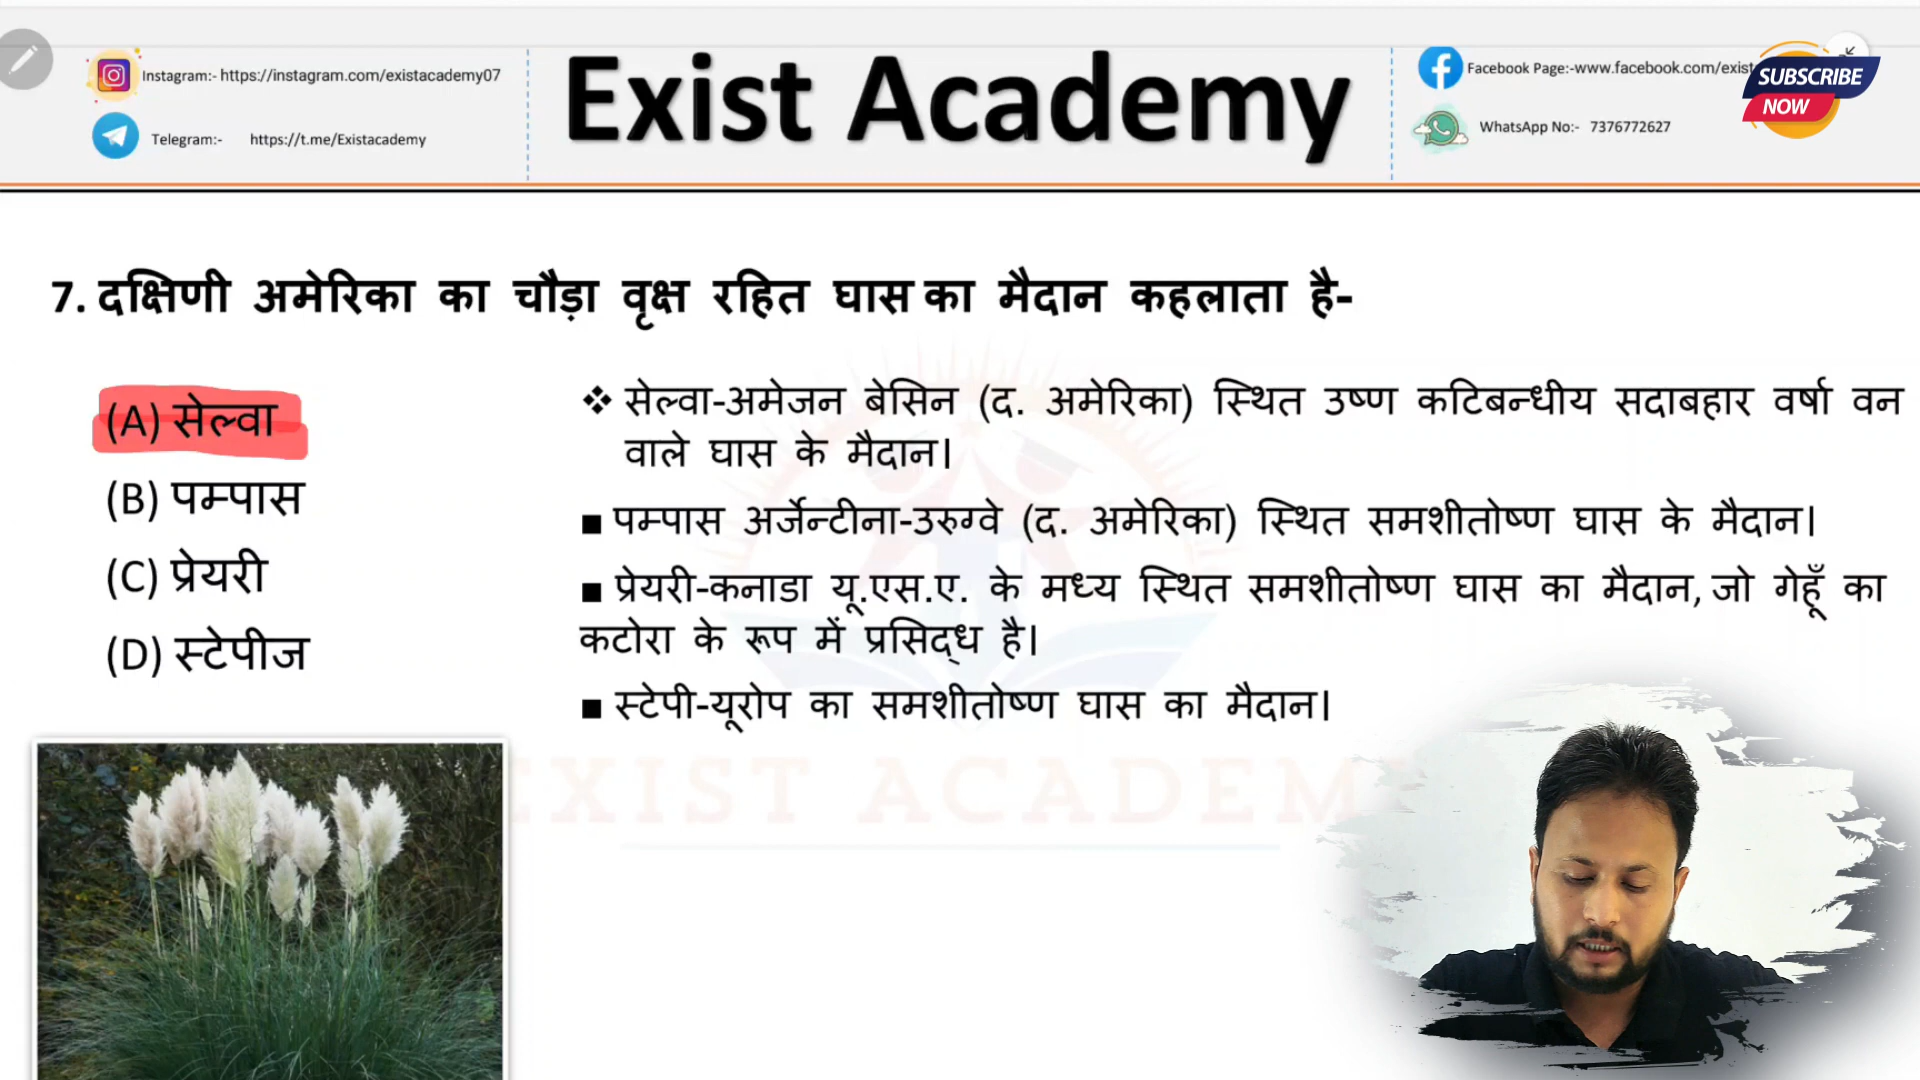 Instagram:- https://instagram.com/existacademy07
Telegram:- https://t.me/Existacademy
Exist Academy
Facebook Page:-www.facebook.com/exist
WhatsApp No:- 7376772627
SUBSCRIBE
NOW
7. दक्षिणी अमेरिका का चौड़ा वृक्ष रहित घास का मैदान कहलाता है-
(A) सेल्वा
(B) पम्पास
(C) प्रेयरी
(D) स्टेपीज
❖ सेल्वा-अमेजन बेसिन (द. अमेरिका) स्थित उष्ण कटिबन्धीय सदाबहार वर्षा वन
वाले घास के मैदान।
■ पम्पास अर्जेन्टीना-उरुग्वे (द. अमेरिका) स्थित समशीतोष्ण घास के मैदान।
■ प्रेयरी-कनाडा यू.एस.ए. के मध्य स्थित समशीतोष्ण घास का मैदान, जो गेहूँ का
कटोरा के रूप में प्रसिद्ध है।
■ स्टेपी-यूरोप का समशीतोष्ण घास का मैदान।
EXIST ACADEM